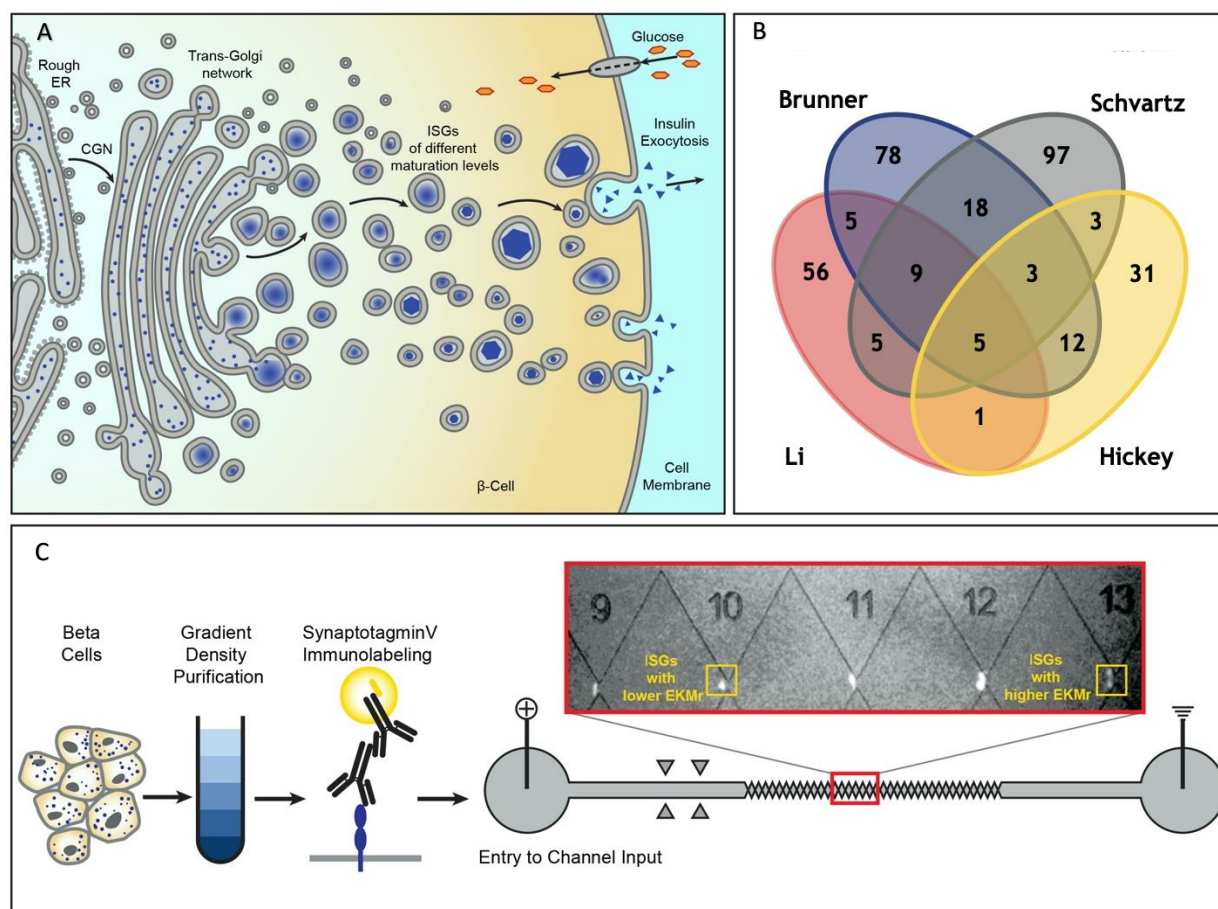 A
Rough
ER
CGN
Trans-Golgi
network
ISGs
of different
maturation levels
Glucose
Insulin
Exocytosis
β-Cell
Cell
Membrane
B
Brunner
Schvartz
78
97
5
18
3
56
9
3
31
5
5
12
1
Li
Hickey
C
Beta
Cells
Gradient
Density
Purification
SynaptotagminV
Immunolabeling
9
10
11
12
13
ISGs
with
lower EKMr
ISGs
with
higher EKMr
Entry to Channel Input